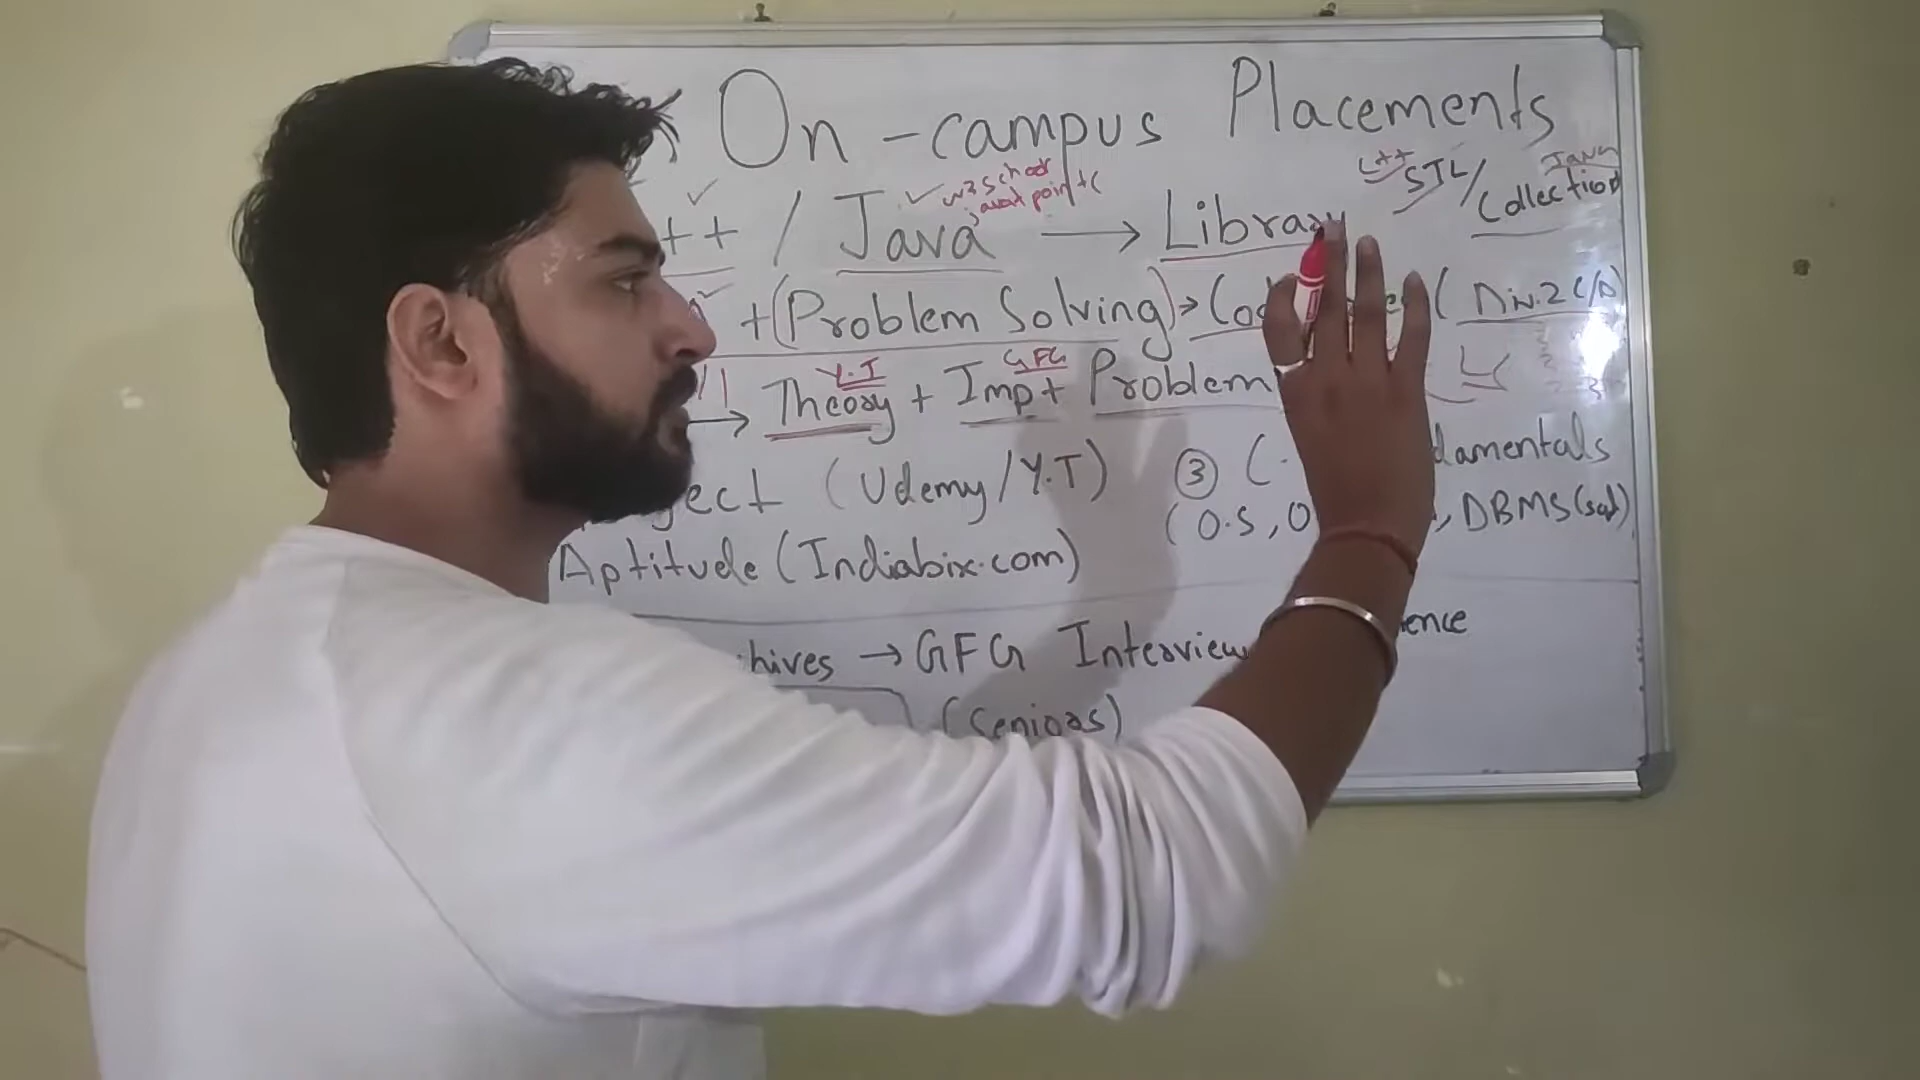 On-campus Placements
C++ STL / Java Collection
++ / Java → Library
w3school
javatpoint
+ (Problem Solving) → (Div.2 C/D)
Y.T GFG
→ Theory + Imp+ Problem
ject (Udemy/Y.T) ③ ( damentals
(O.S, O , DBMS(sql)
Aptitude (Indiabix.com)
hives → GFG Interview ence
(Seniors)